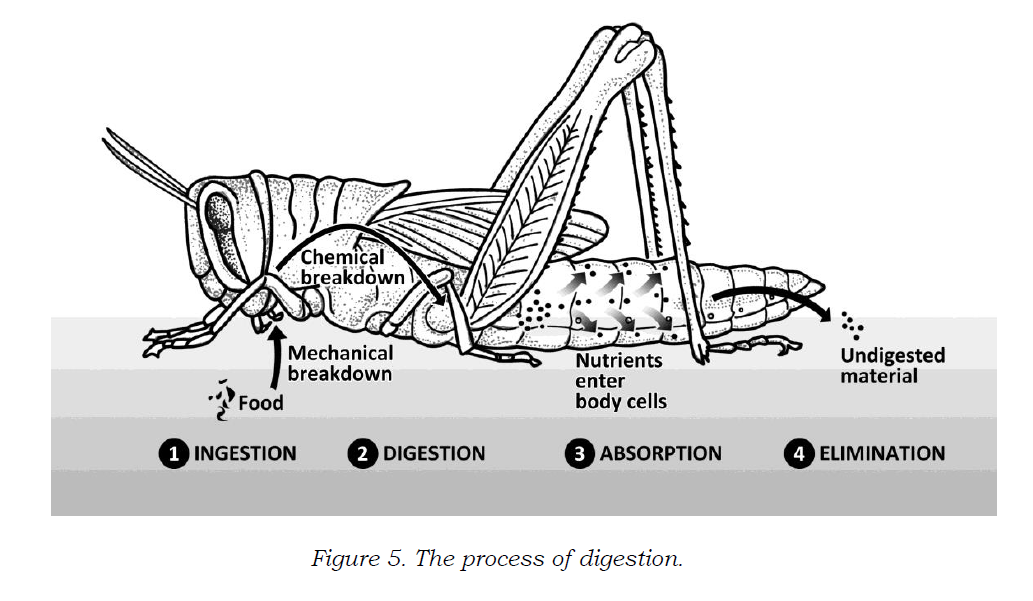 Chemical
breakdown
Mechanical
breakdown
Food
Nutrients
enter
body cells
Undigested
material
1 INGESTION
2 DIGESTION
3 ABSORPTION
4 ELIMINATION
Figure 5. The process of digestion.